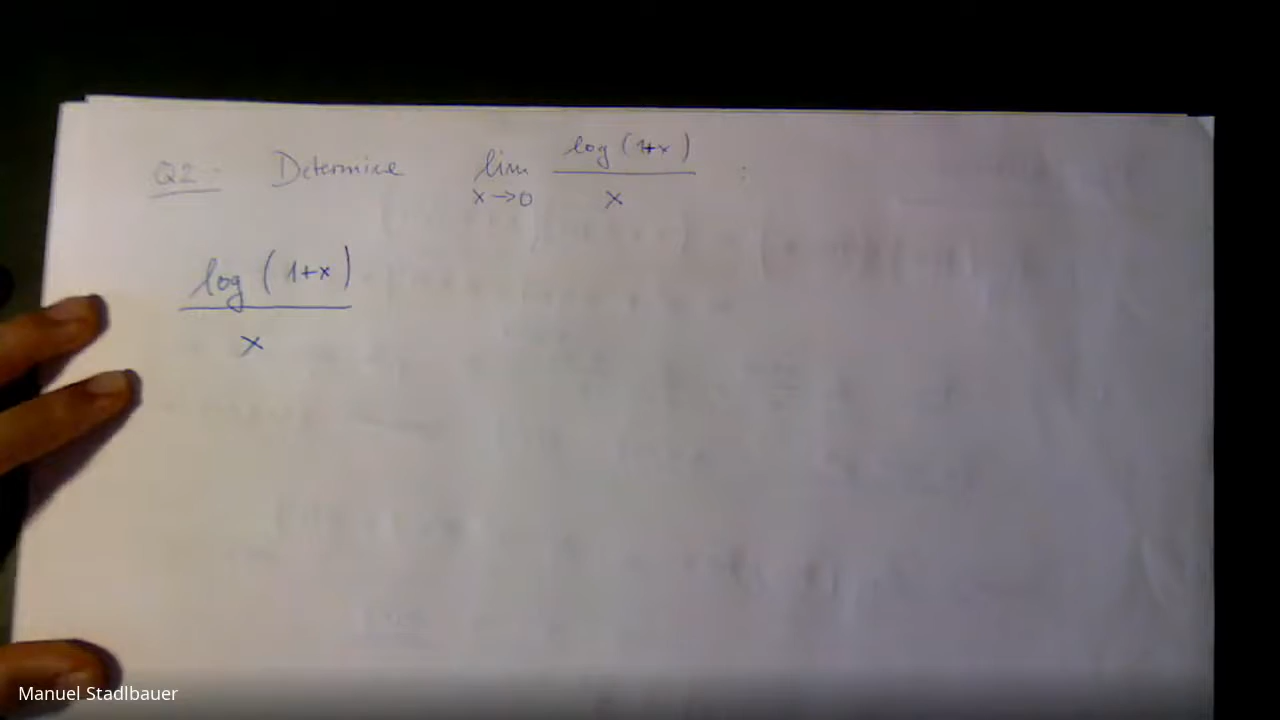 Q2: Determine lim x→0 log (1+x) / x :
log (1+x) / x
Manuel Stadlbauer